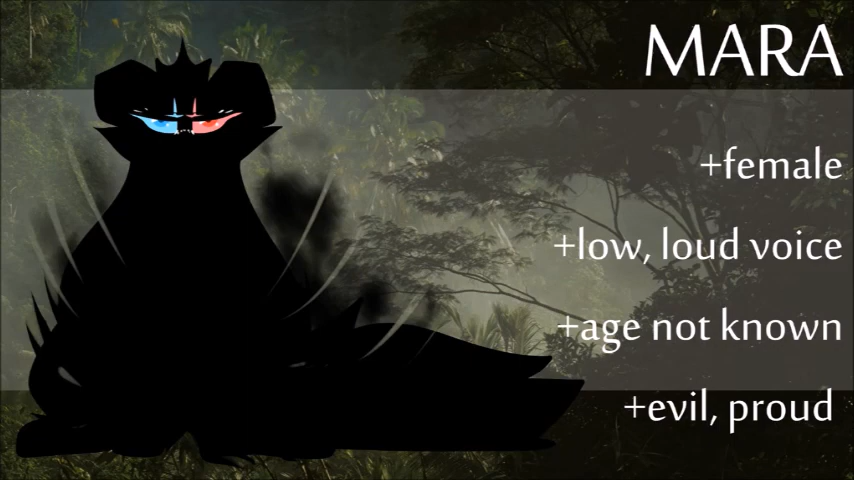 MARA
+female
+low, loud voice
+age not known
+evil, proud